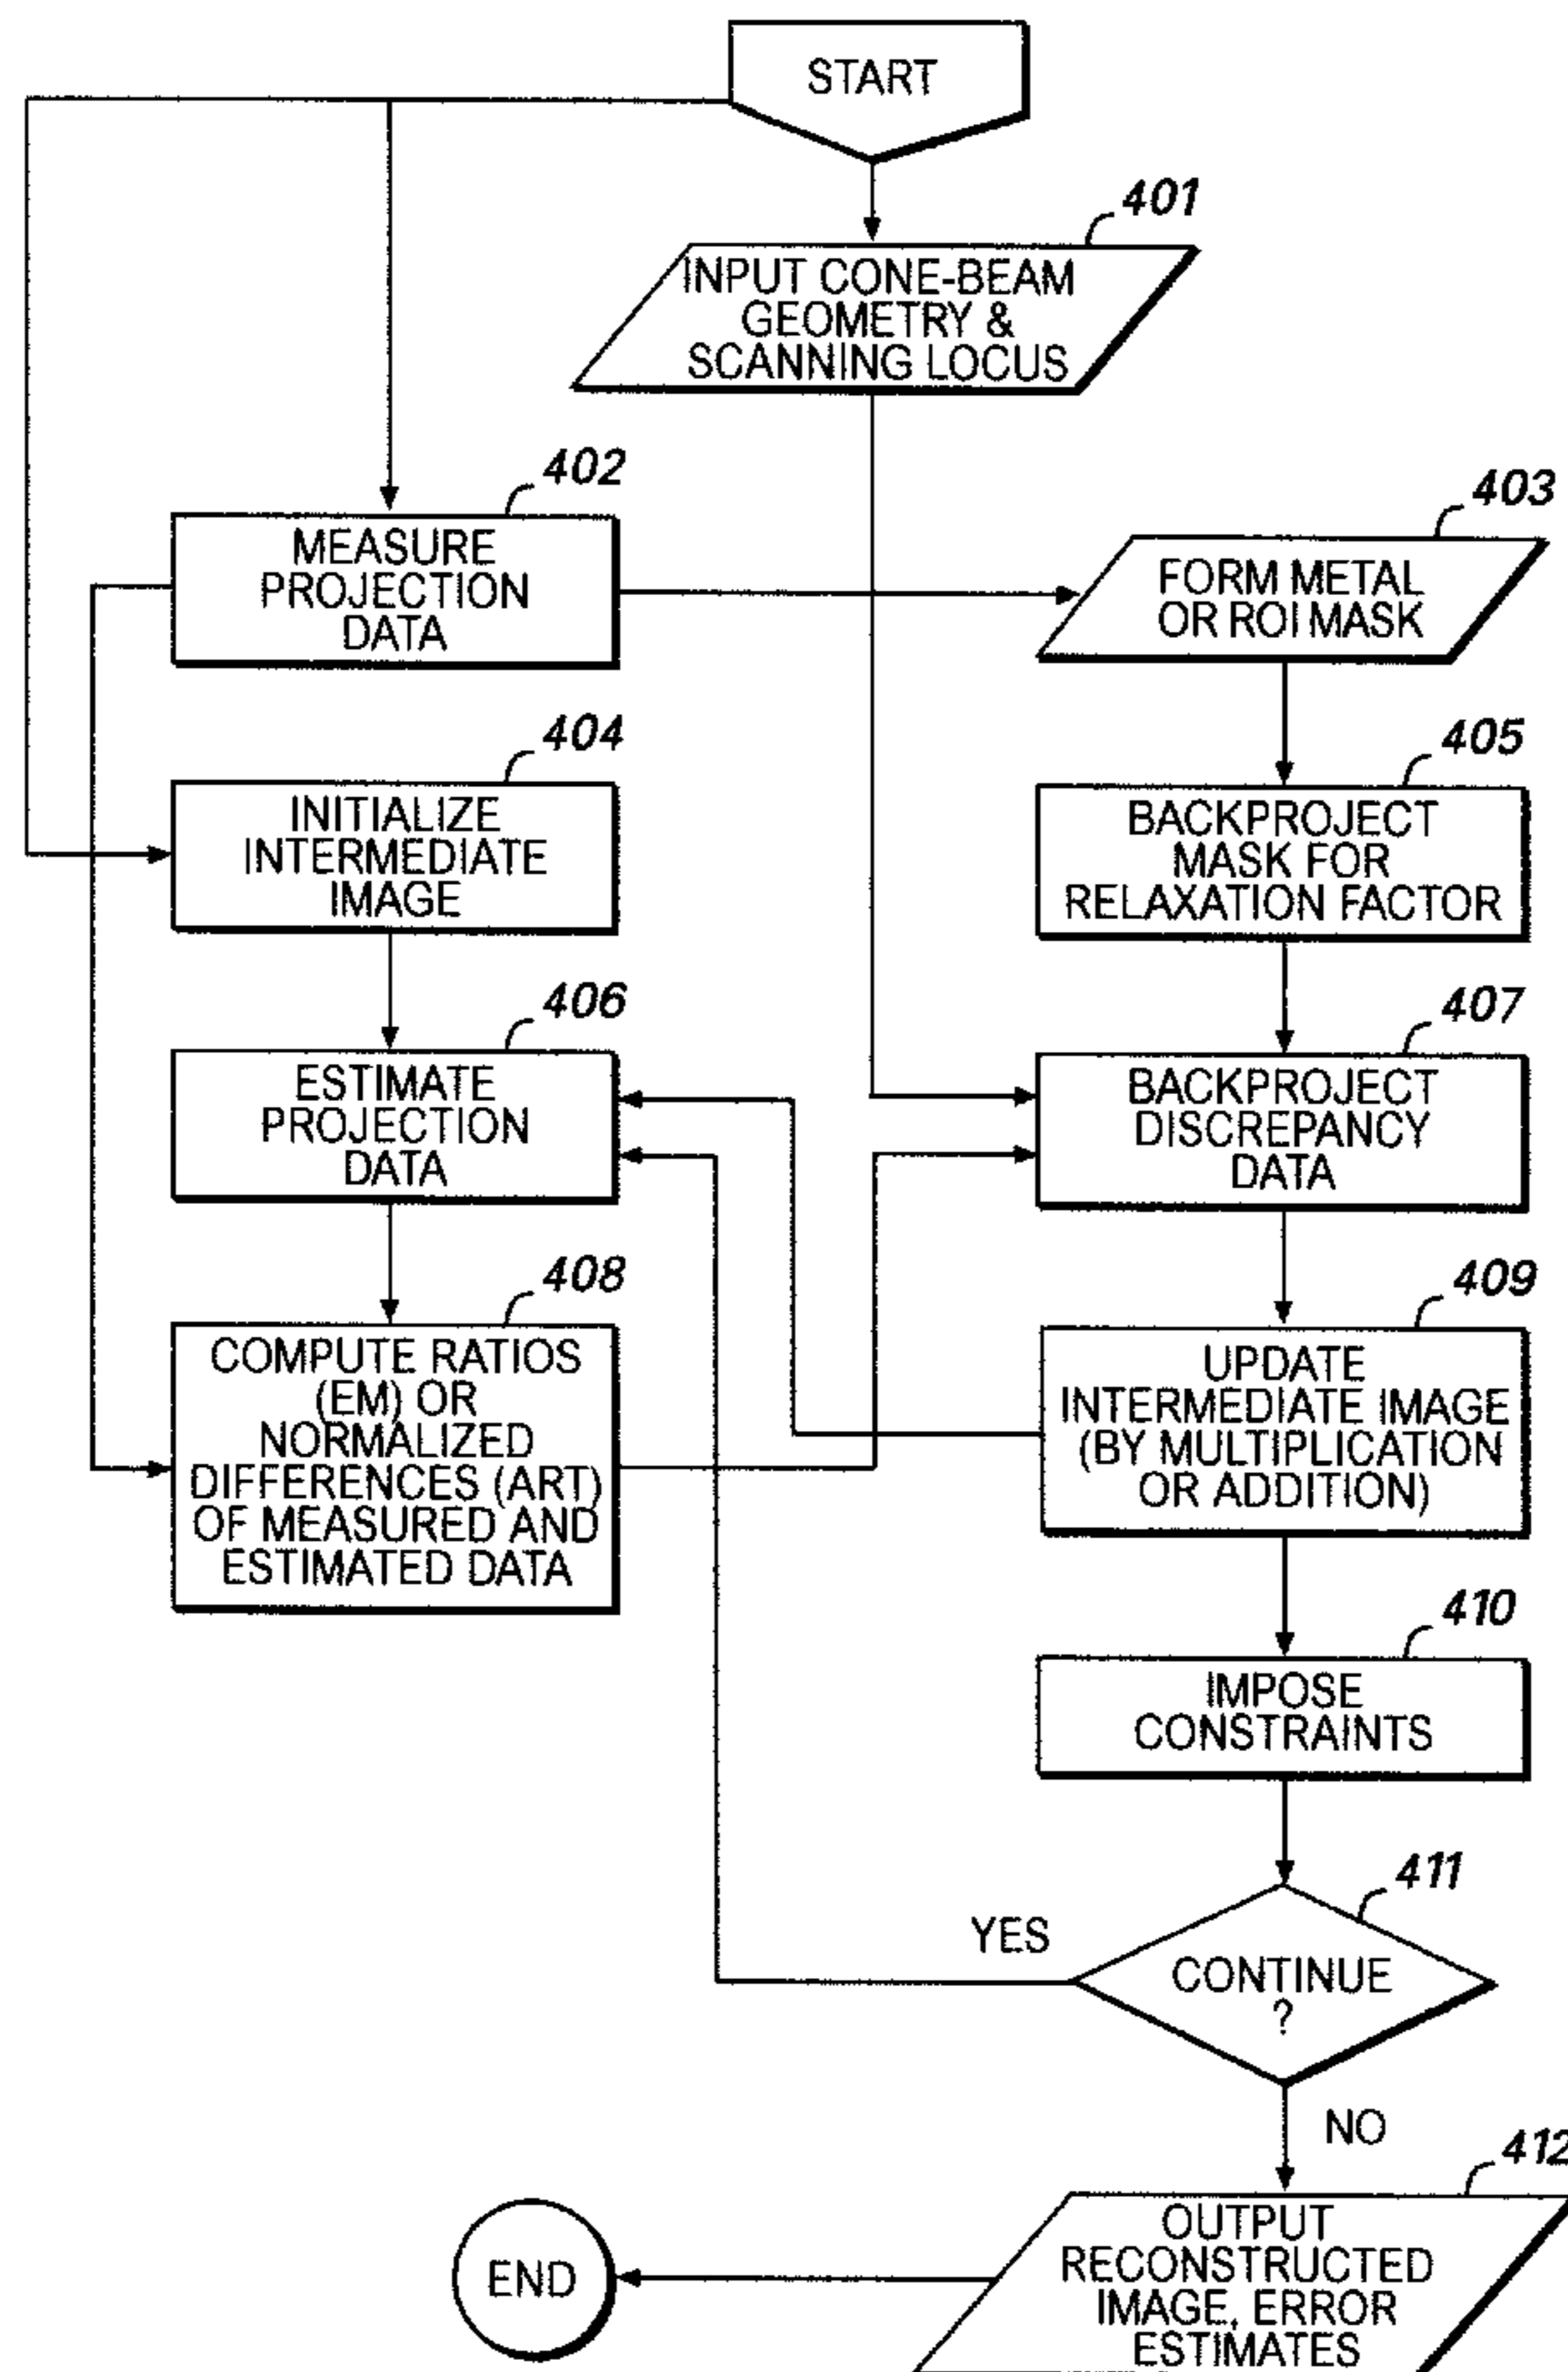 START
401
INPUT CONE-BEAM
GEOMETRY &
SCANNING LOCUS
402
MEASURE
PROJECTION
DATA
403
FORM METAL
OR ROI MASK
404
INITIALIZE
INTERMEDIATE
IMAGE
405
BACKPROJECT
MASK FOR
RELAXATION FACTOR
406
ESTIMATE
PROJECTION
DATA
407
BACKPROJECT
DISCREPANCY
DATA
408
COMPUTE RATIOS
(EM) OR
NORMALIZED
DIFFERENCES (ART)
OF MEASURED AND
ESTIMATED DATA
409
UPDATE
INTERMEDIATE IMAGE
(BY MULTIPLICATION
OR ADDITION)
410
IMPOSE
CONSTRAINTS
411
YES
CONTINUE
?
NO
412
OUTPUT
RECONSTRUCTED
IMAGE, ERROR
ESTIMATES
END